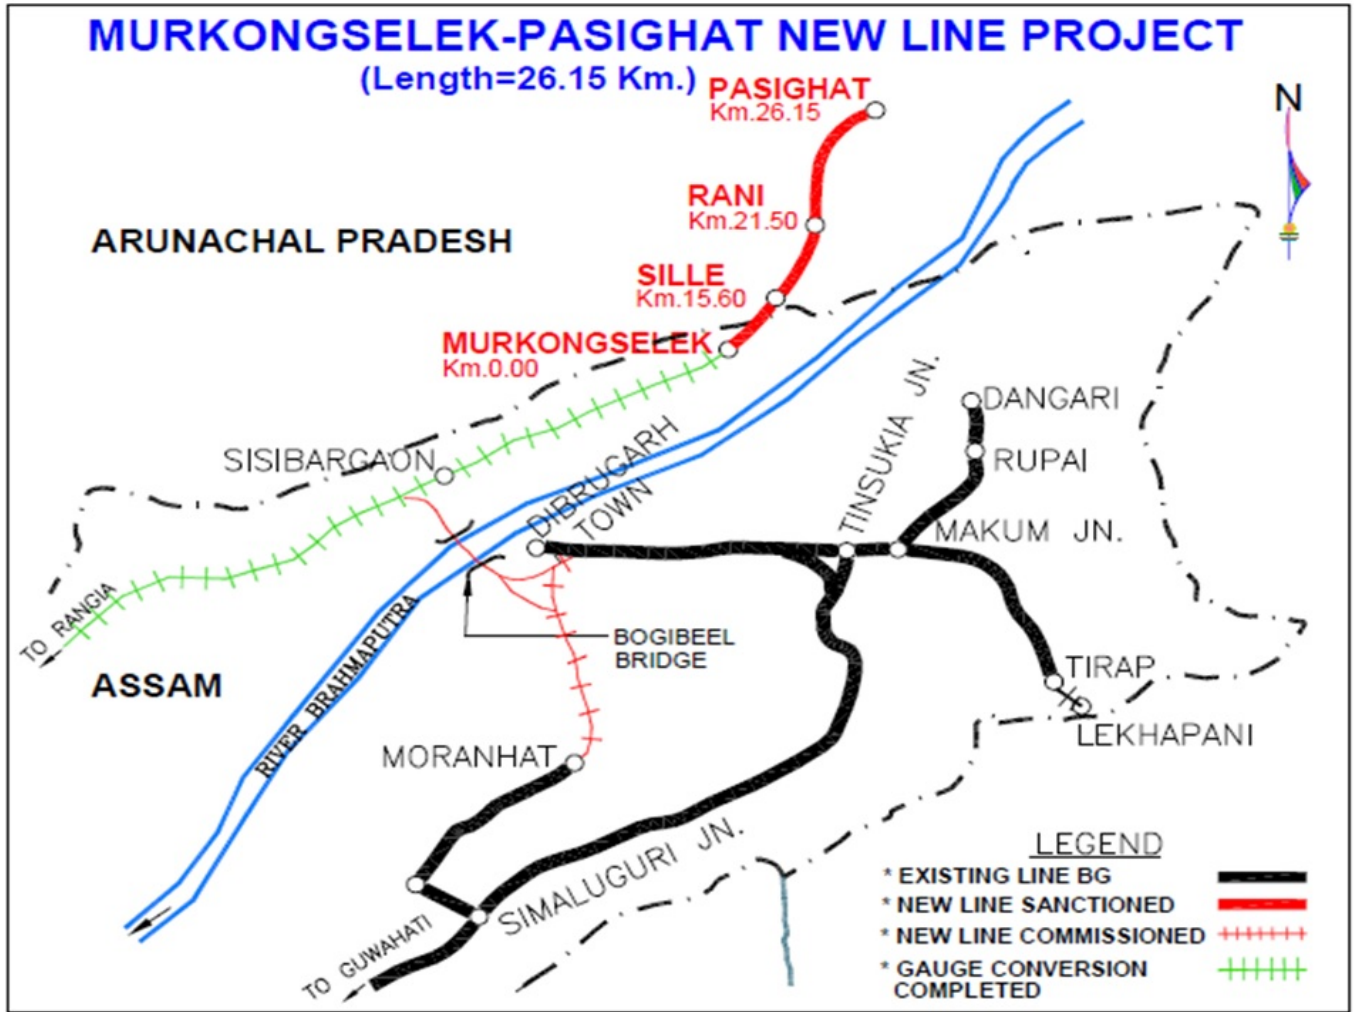 MURKONGSELEK-PASIGHAT NEW LINE PROJECT
(Length=26.15 Km.)
PASIGHAT
Km.26.15
N
RANI
Km.21.50
ARUNACHAL PRADESH
SILLE
Km.15.60
MURKONGSELEK
Km.0.00
DANGARI
SISIBARGAON
RUPAI
DIBRUGARH
TOWN
TINSUKIA JN.
MAKUM JN.
TO RANGIA
BOGIBEEL
BRIDGE
TIRAP
ASSAM
RIVER BRAHMAPUTRA
LEKHAPANI
MORANHAT
SIMALUGURI JN.
TO GUWAHATI
LEGEND
* EXISTING LINE BG
* NEW LINE SANCTIONED
* NEW LINE COMMISSIONED
* GAUGE CONVERSION
COMPLETED